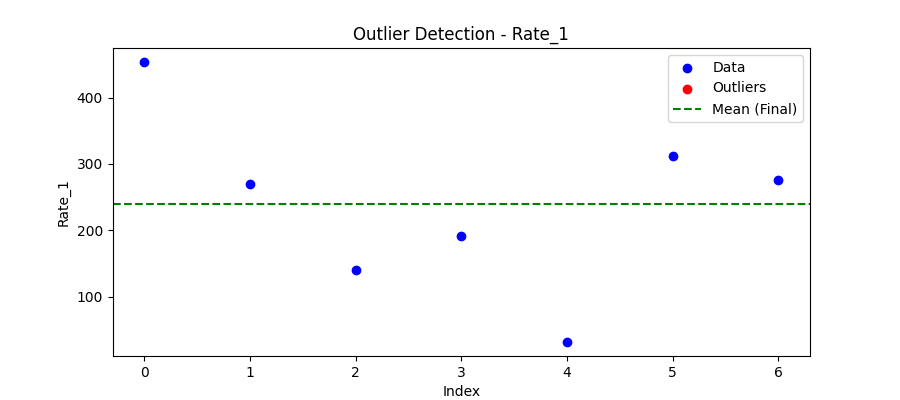 Outlier Detection - Rate_1
Data
Outliers
Mean (Final)
400
300
200
100
Rate_1
0 1 2 3 4 5 6
Index